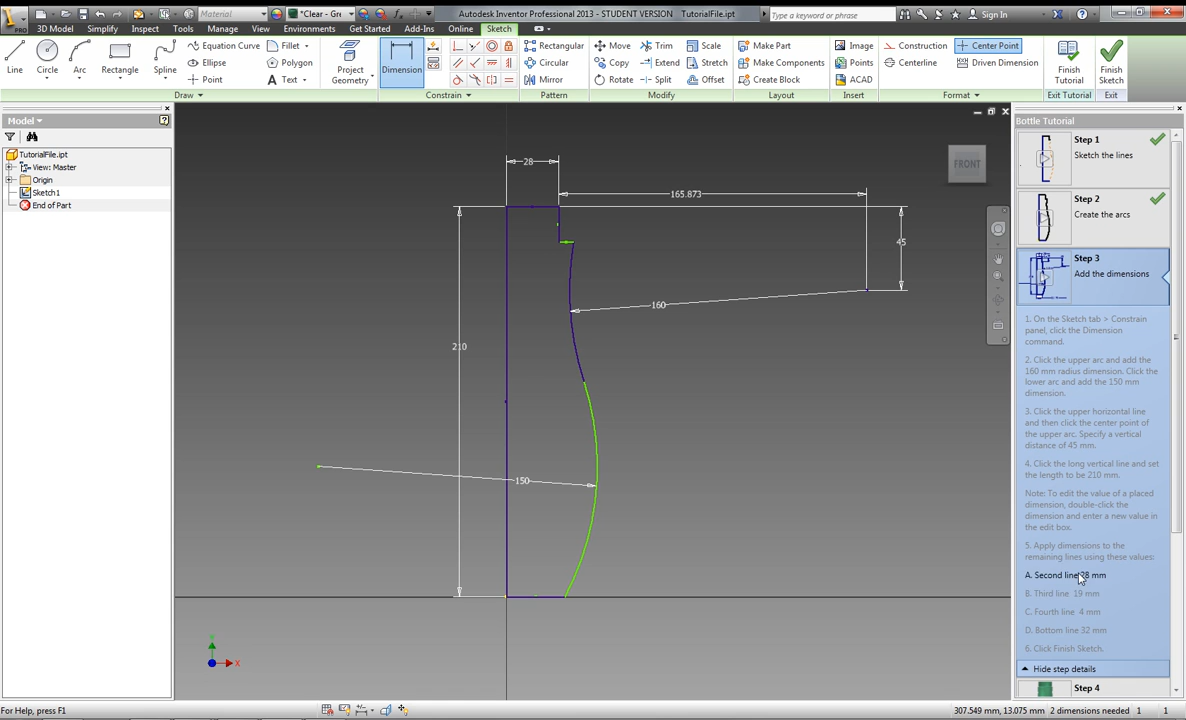 PRO
Material
*Clear - Gre
Autodesk Inventor Professional 2013 - STUDENT VERSION TutorialFile.ipt
Type a keyword or phrase
Sign In
3D Model Simplify Inspect Tools Manage View Environments Get Started Add-Ins Online Sketch
Line Circle Arc Rectangle Spline
Equation Curve
Ellipse
Point
Fillet
Polygon
Text
Project
Geometry
Dimension
Rectangular
Circular
Mirror
Move Trim Scale
Copy Extend Stretch
Rotate Split Offset
Make Part
Make Components
Create Block
Image
Points
ACAD
Construction Center Point
Centerline Driven Dimension
Finish
Tutorial
Finish
Sketch
Draw Constrain Pattern Modify Layout Insert Format Exit Tutorial Exit
Model
TutorialFile.ipt
View: Master
Origin
Sketch1
End of Part
28
165.873
45
160
210
150
FRONT
X
Bottle Tutorial
Step 1
Sketch the lines
Step 2
Create the arcs
Step 3
Add the dimensions
1. On the Sketch tab > Constrain
panel, click the Dimension
command.
2. Click the upper arc and add the
160 mm radius dimension. Click the
lower arc and add the 150 mm
dimension.
3. Click the upper horizontal line
and then click the center point of
the upper arc. Specify a vertical
distance of 45 mm.
4. Click the long vertical line and set
the length to be 210 mm.
Note: To edit the value of a placed
dimension, double-click the
dimension and enter a new value in
the edit box.
5. Apply dimensions to the
remaining lines using these values:
A. Second line 28 mm
B. Third line 19 mm
C. Fourth line 4 mm
D. Bottom line 32 mm
6. Click Finish Sketch.
Hide step details
Step 4
For Help, press F1
307.549 mm, 13.075 mm 2 dimensions needed 1 1